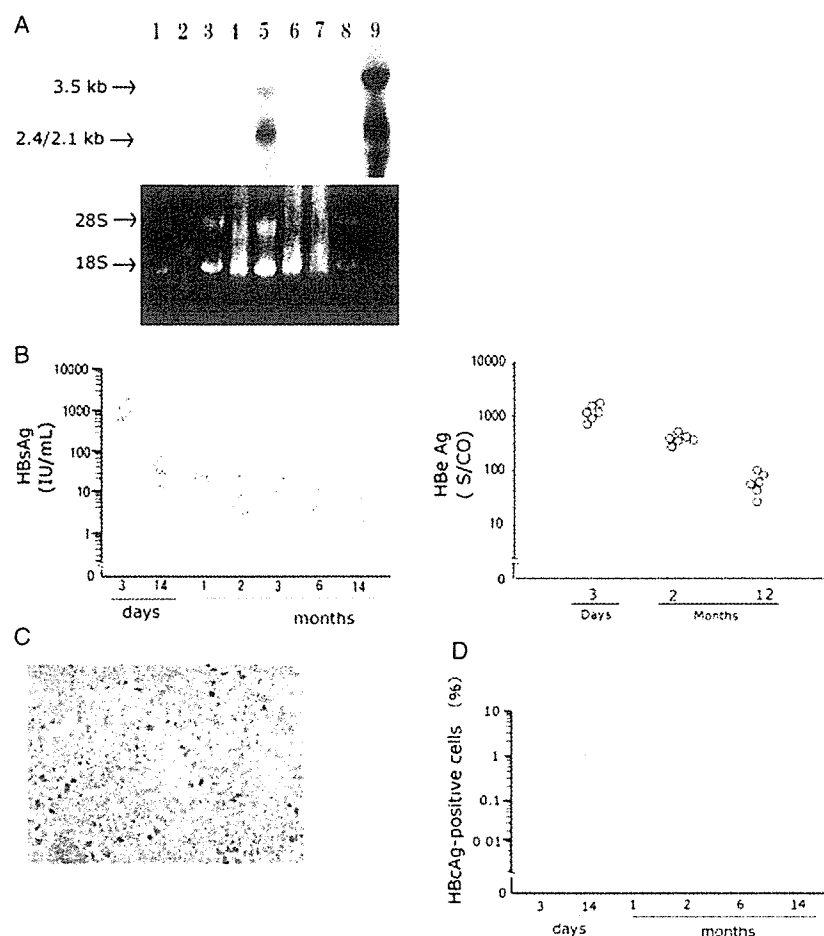 A
1 2 3 4 5 6 7 8 9
3.5 kb →
2.4/2.1 kb →
28S →
18S →
B
HBsAg
(IU/mL)
10000
1000
100
10
1
0
3 14 1 2 3 6 14
days months
HBe Ag
( S/CO)
10000
1000
100
10
0
3 2 12
Days Months
C
D
HBcAg-positive cells (%)
10
1
0.1
0 01
0
3 14 1 2 6 14
days months